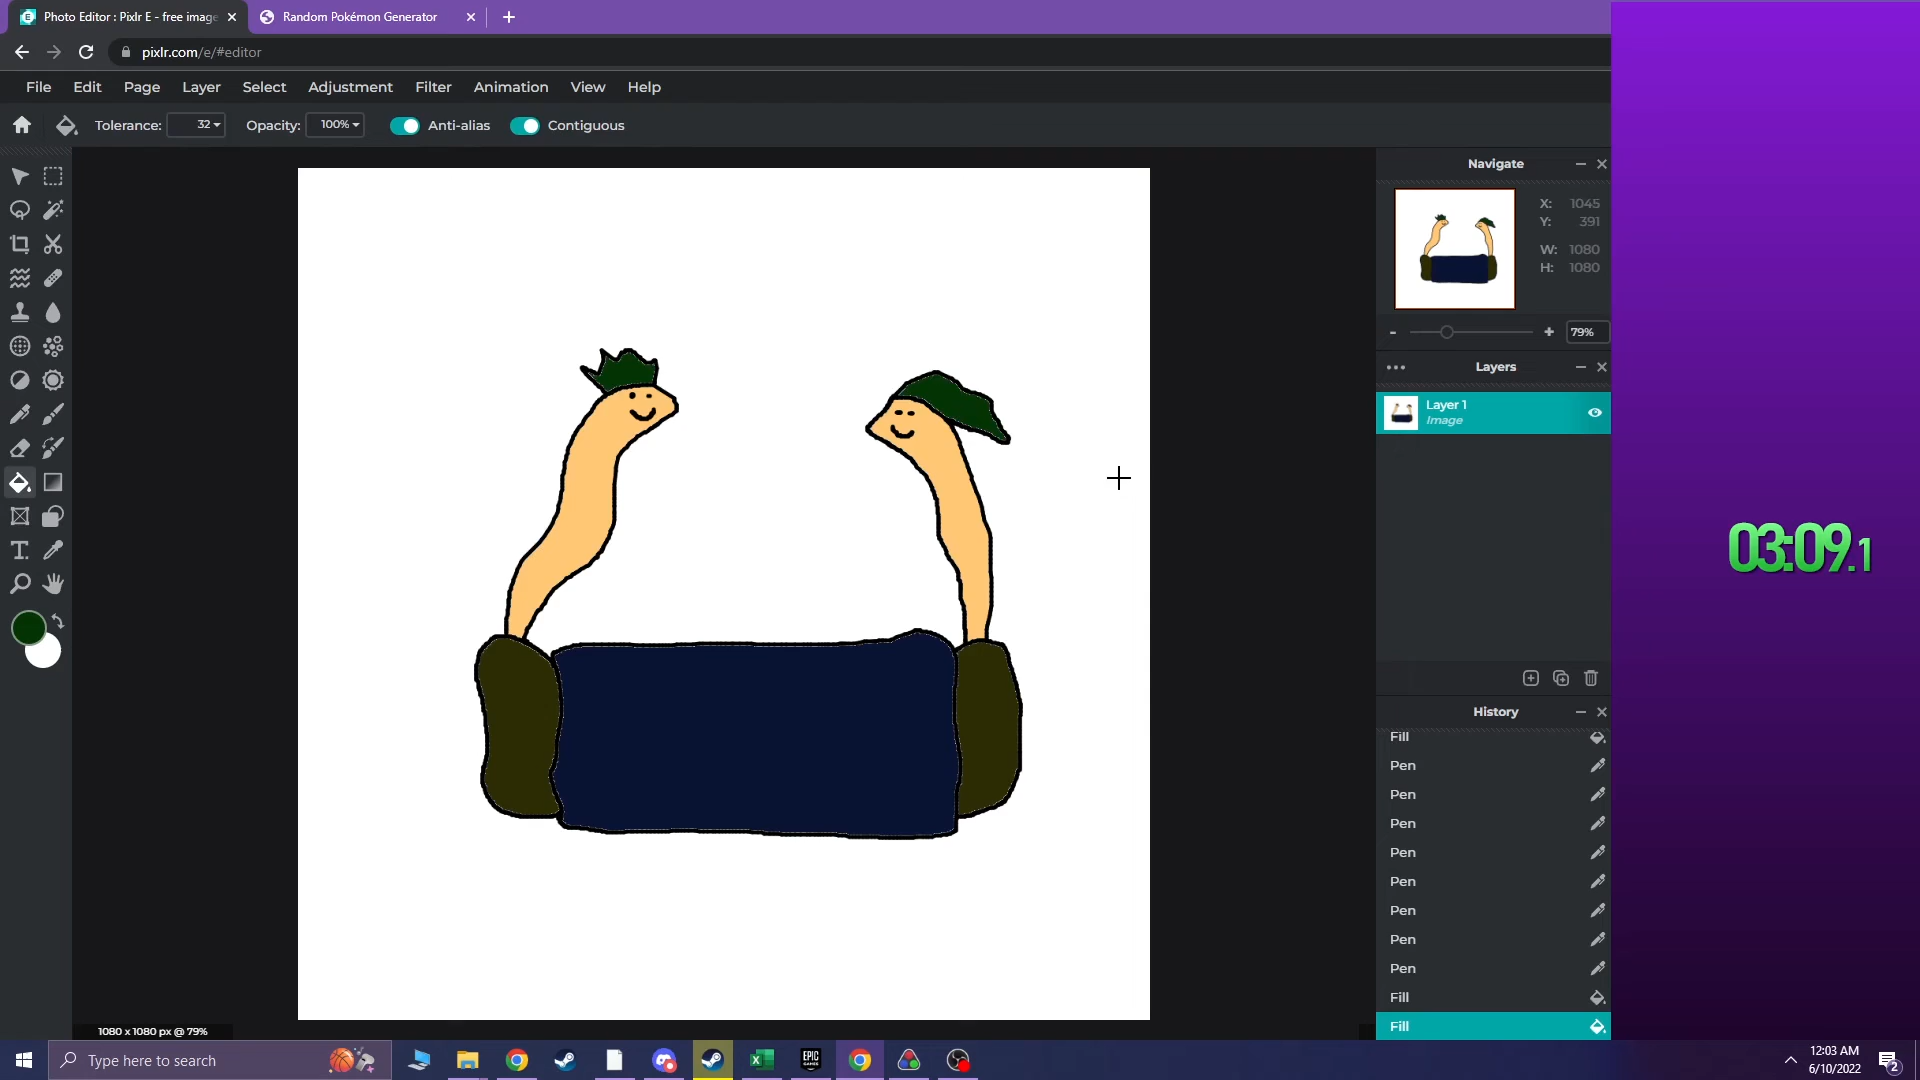 Photo Editor : Pixlr E - free image
Random Pokémon Generator
pixlr.com/e/#editor
File Edit Page Layer Select Adjustment Filter Animation View Help
Tolerance: 32 Opacity: 100% Anti-alias Contiguous
Navigate
X: 1045
Y: 391
W: 1080
H: 1080
79%
Layers
Layer 1
Image
03:09.1
History
Fill
Pen
Pen
Pen
Pen
Pen
Pen
Pen
Pen
Fill
Fill
1080 x 1080 px @ 79%
Type here to search
EPIC
GAMES
12:03 AM
6/10/2022
2